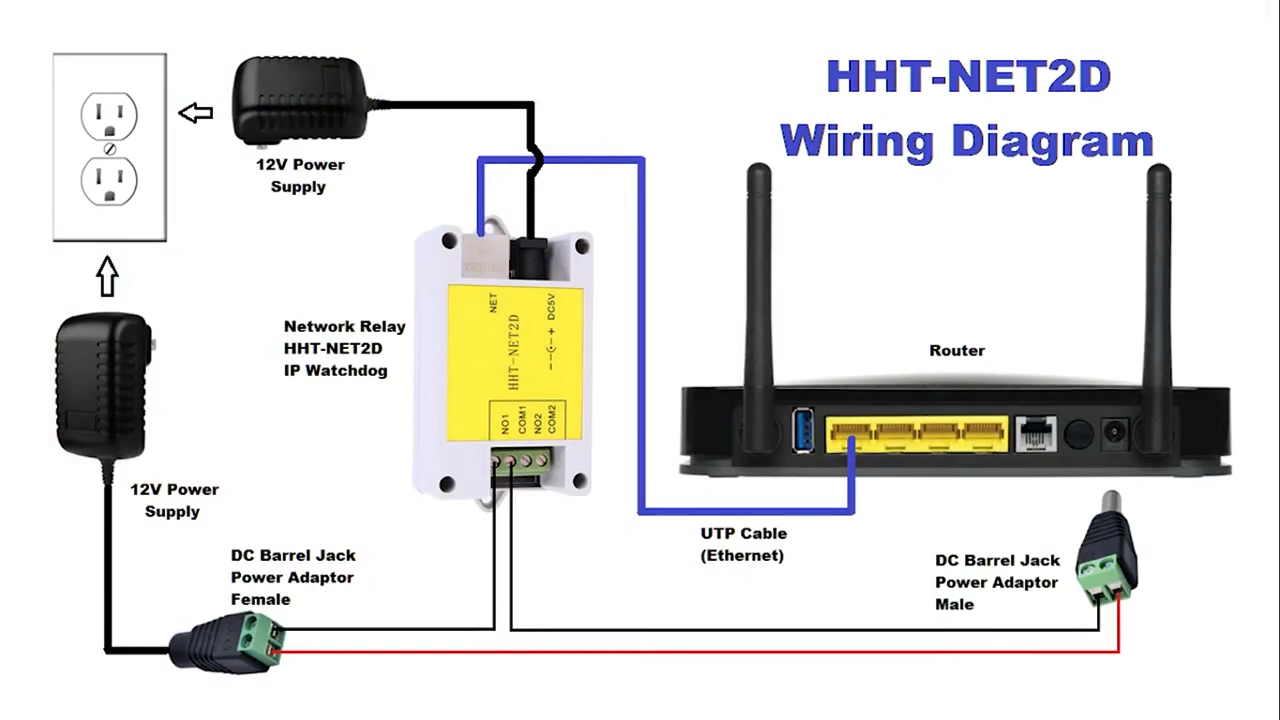 HHT-NET2D
Wiring Diagram
12V Power
Supply
Network Relay
HHT-NET2D
IP Watchdog
NET
HHT-NET2D
- + DC5V
NO1
COM1
NO2
COM2
Router
12V Power
Supply
UTP Cable
(Ethernet)
DC Barrel Jack
Power Adaptor
Female
DC Barrel Jack
Power Adaptor
Male